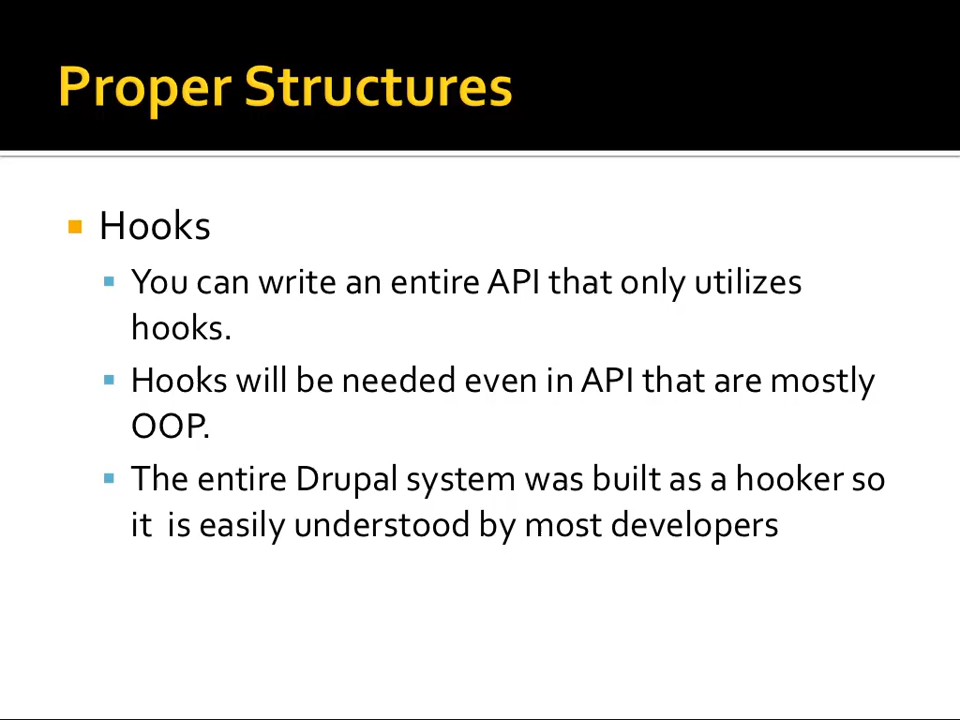 Proper Structures
Hooks
You can write an entire API that only utilizes
hooks.
Hooks will be needed even in API that are mostly
OOP.
The entire Drupal system was built as a hooker so
it  is easily understood by most developers